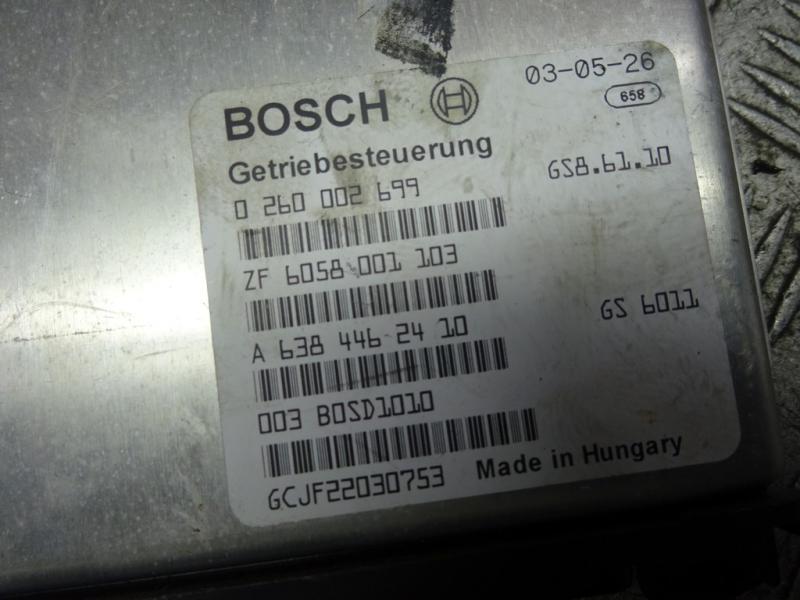 BOSCH
03-05-26
658
Getriebesteuerung
0 260 002 699
GS8.61.10
ZF 6058 001 103
A 638 446 24 10
GS 6011
003 BOSD1010
GCJF22030753
Made in Hungary